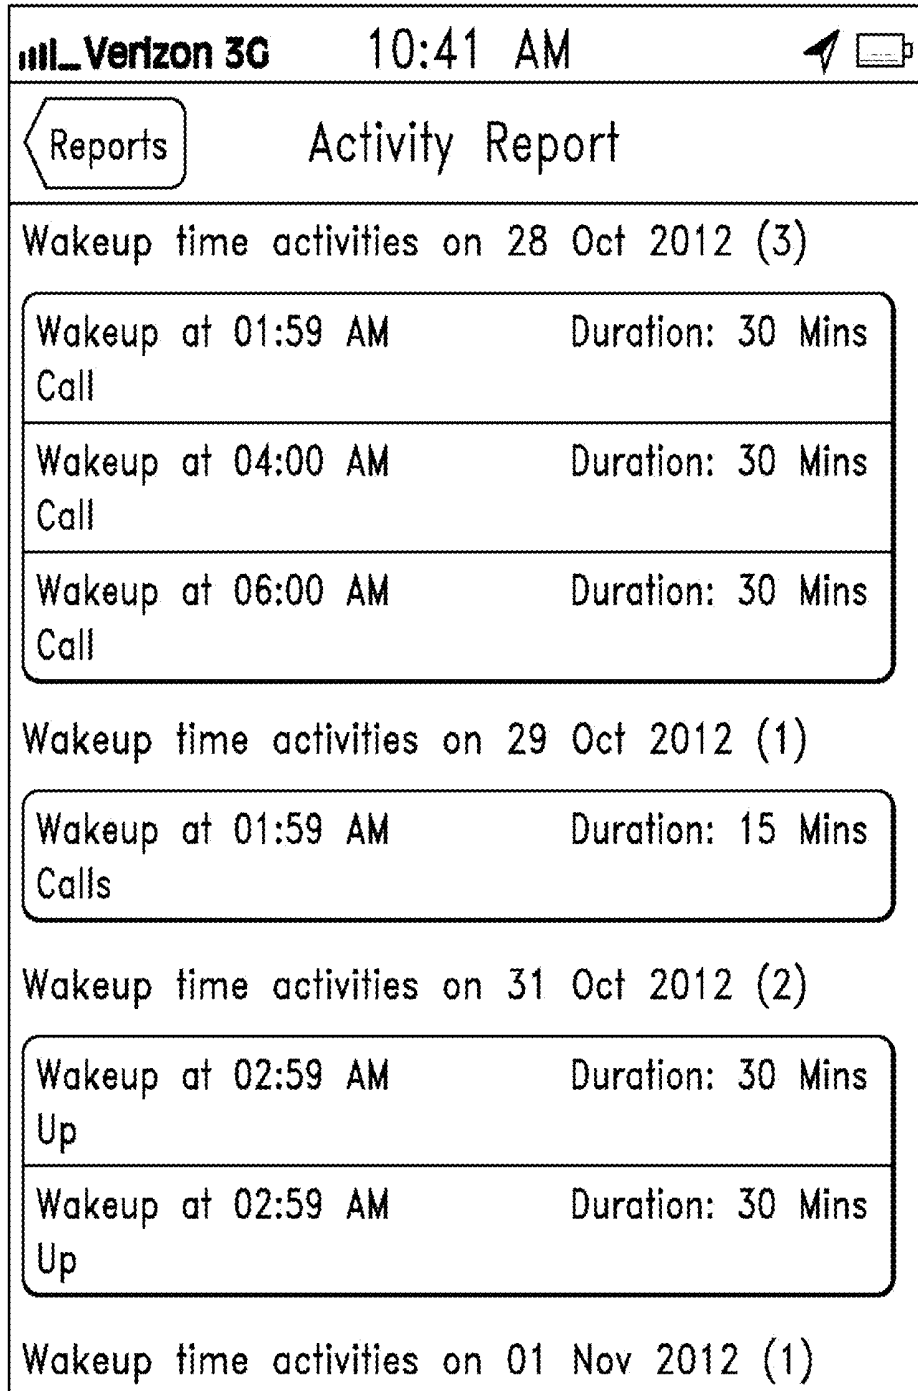 Verizon 3G 10:41 AM
Reports Activity Report
Wakeup time activities on 28 Oct 2012 (3)
Wakeup at 01:59 AM Duration: 30 Mins
Call
Wakeup at 04:00 AM Duration: 30 Mins
Call
Wakeup at 06:00 AM Duration: 30 Mins
Call
Wakeup time activities on 29 Oct 2012 (1)
Wakeup at 01:59 AM Duration: 15 Mins
Calls
Wakeup time activities on 31 Oct 2012 (2)
Wakeup at 02:59 AM Duration: 30 Mins
Up
Wakeup at 02:59 AM Duration: 30 Mins
Up
Wakeup time activities on 01 Nov 2012 (1)